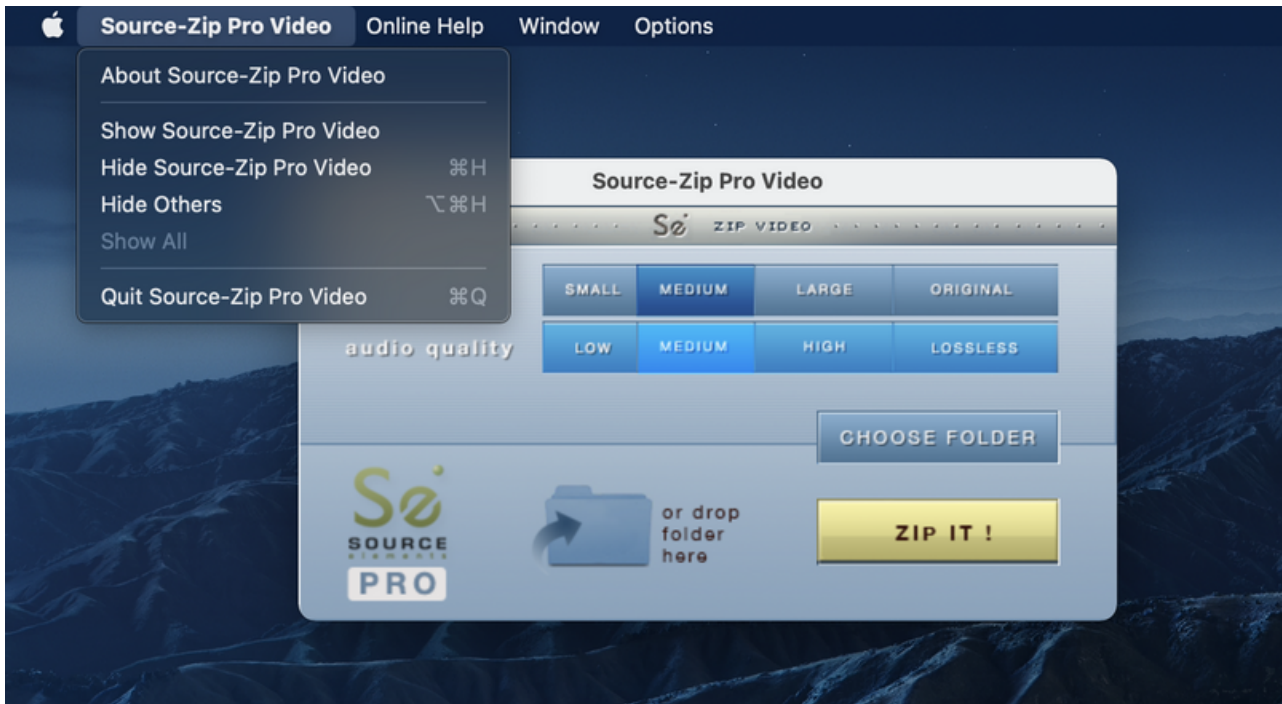 Source-Zip Pro Video Online Help Window Options
About Source-Zip Pro Video
Show Source-Zip Pro Video
Hide Source-Zip Pro Video ⌘H
Hide Others ⌥⌘H
Show All
Quit Source-Zip Pro Video ⌘Q
Source-Zip Pro Video
Se ZIP VIDEO
SMALL MEDIUM LARGE ORIGINAL
audio quality LOW MEDIUM HIGH LOSSLESS
CHOOSE FOLDER
Se
SOURCE
elements
PRO
or drop
folder
here
ZIP IT !